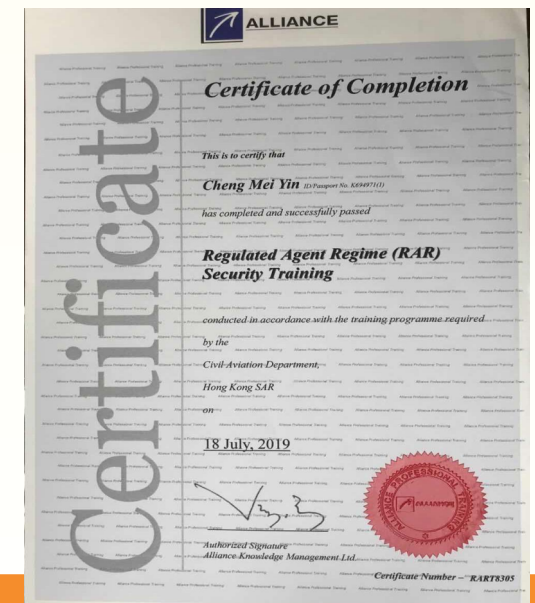 ALLIANCE
Certificate
Certificate of Completion
This is to certify that
Cheng Mei Yin ID/Passport No. K894971(1)
has completed and successfully passed
Regulated Agent Regime (RAR)
Security Training
conducted in accordance with the training programme required
by the
Civil Aviation Department,
Hong Kong SAR
on
18 July, 2019
ALLIANCE PROFESSIONAL TRAINING
Authorized Signature
Alliance Knowledge Management Ltd.
Certificate Number – RART8305